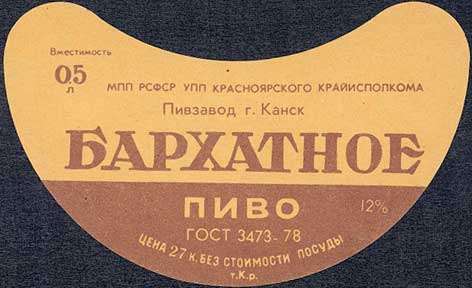 Вместимость
0,5
л
МПП РСФСР УПП КРАСНОЯРСКОГО КРАЙИСПОЛКОМА
Пивзавод г. Канск
БАРХАТНОЕ
ПИВО
12%
ГОСТ 3473-78
ЦЕНА 27 к. БЕЗ СТОИМОСТИ ПОСУДЫ
т.К.р.